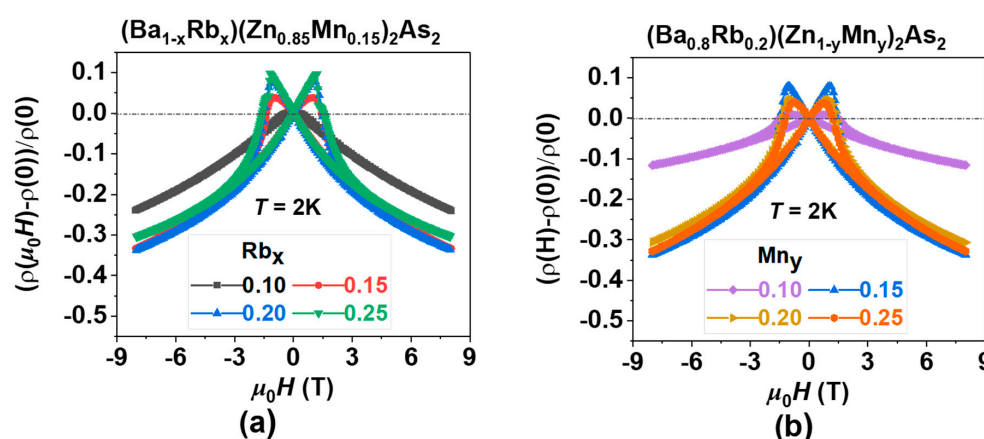 (Ba1-xRbx)(Zn0.85Mn0.15)2As2
(ρ(μ0H)-ρ(0))/ρ(0)
0.1
0.0
-0.1
-0.2
-0.3
-0.4
-0.5
T = 2K
Rbx
0.10 0.15
0.20 0.25
-9 -6 -3 0 3 6 9
μ0H (T)
(a)
(Ba0.8Rb0.2)(Zn1-yMny)2As2
(ρ(H)-ρ(0))/ρ(0)
0.1
0.0
-0.1
-0.2
-0.3
-0.4
-0.5
T = 2K
Mny
0.10 0.15
0.20 0.25
-9 -6 -3 0 3 6 9
μ0H (T)
(b)